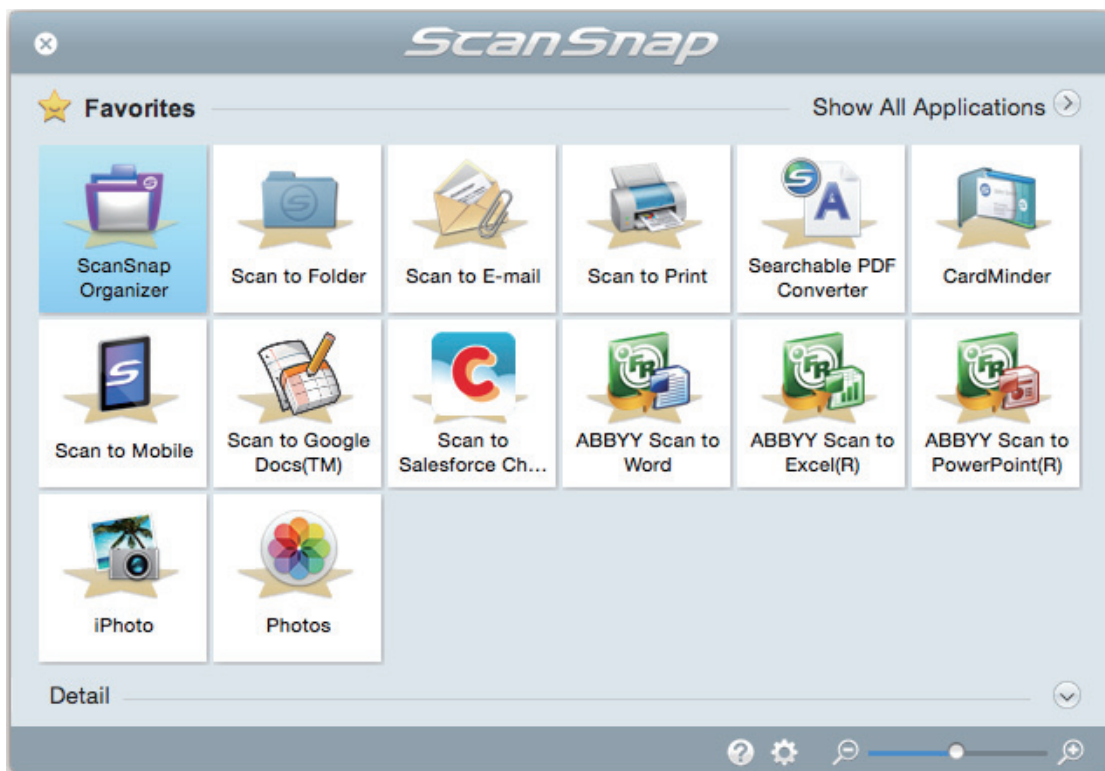 ScanSnap
Favorites
Show All Applications
ScanSnap
Organizer
Scan to Folder
Scan to E-mail
Scan to Print
Searchable PDF
Converter
CardMinder
Scan to Mobile
Scan to Google
Docs(TM)
Scan to
Salesforce Ch...
ABBYY Scan to
Word
ABBYY Scan to
Excel(R)
ABBYY Scan to
PowerPoint(R)
iPhoto
Photos
Detail